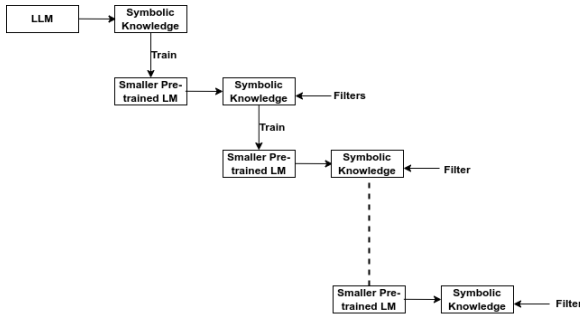 LLM
Symbolic
Knowledge
Train
Smaller Pre-
trained LM
Symbolic
Knowledge
Filters
Train
Smaller Pre-
trained LM
Symbolic
Knowledge
Filter
Smaller Pre-
trained LM
Symbolic
Knowledge
Filter